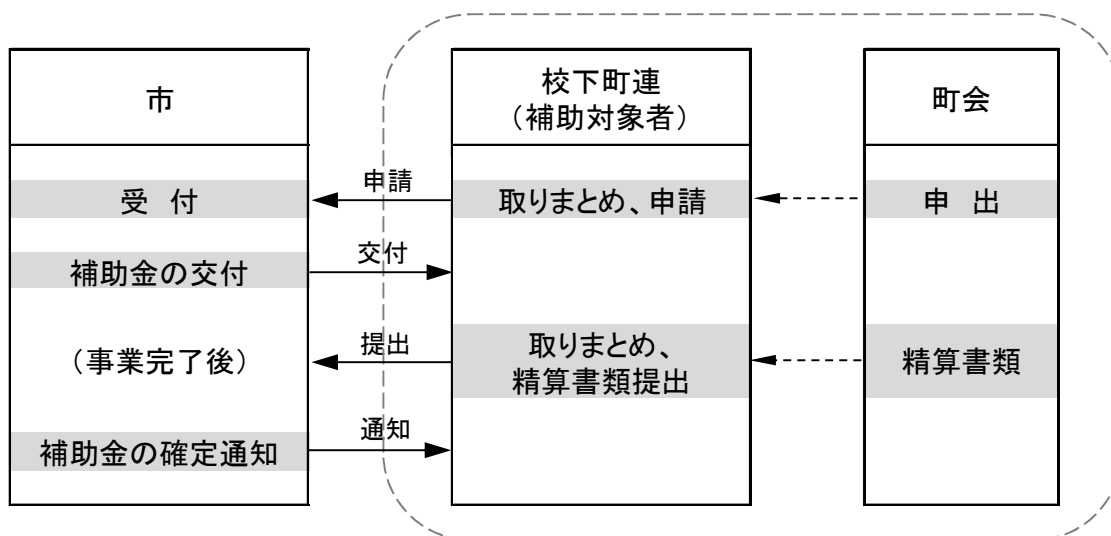 市
校下町連
（補助対象者）
町会
申請
受 付
取りまとめ、申請
申 出
交付
補助金の交付
提出
（事業完了後）
取りまとめ、
精算書類提出
精算書類
通知
補助金の確定通知